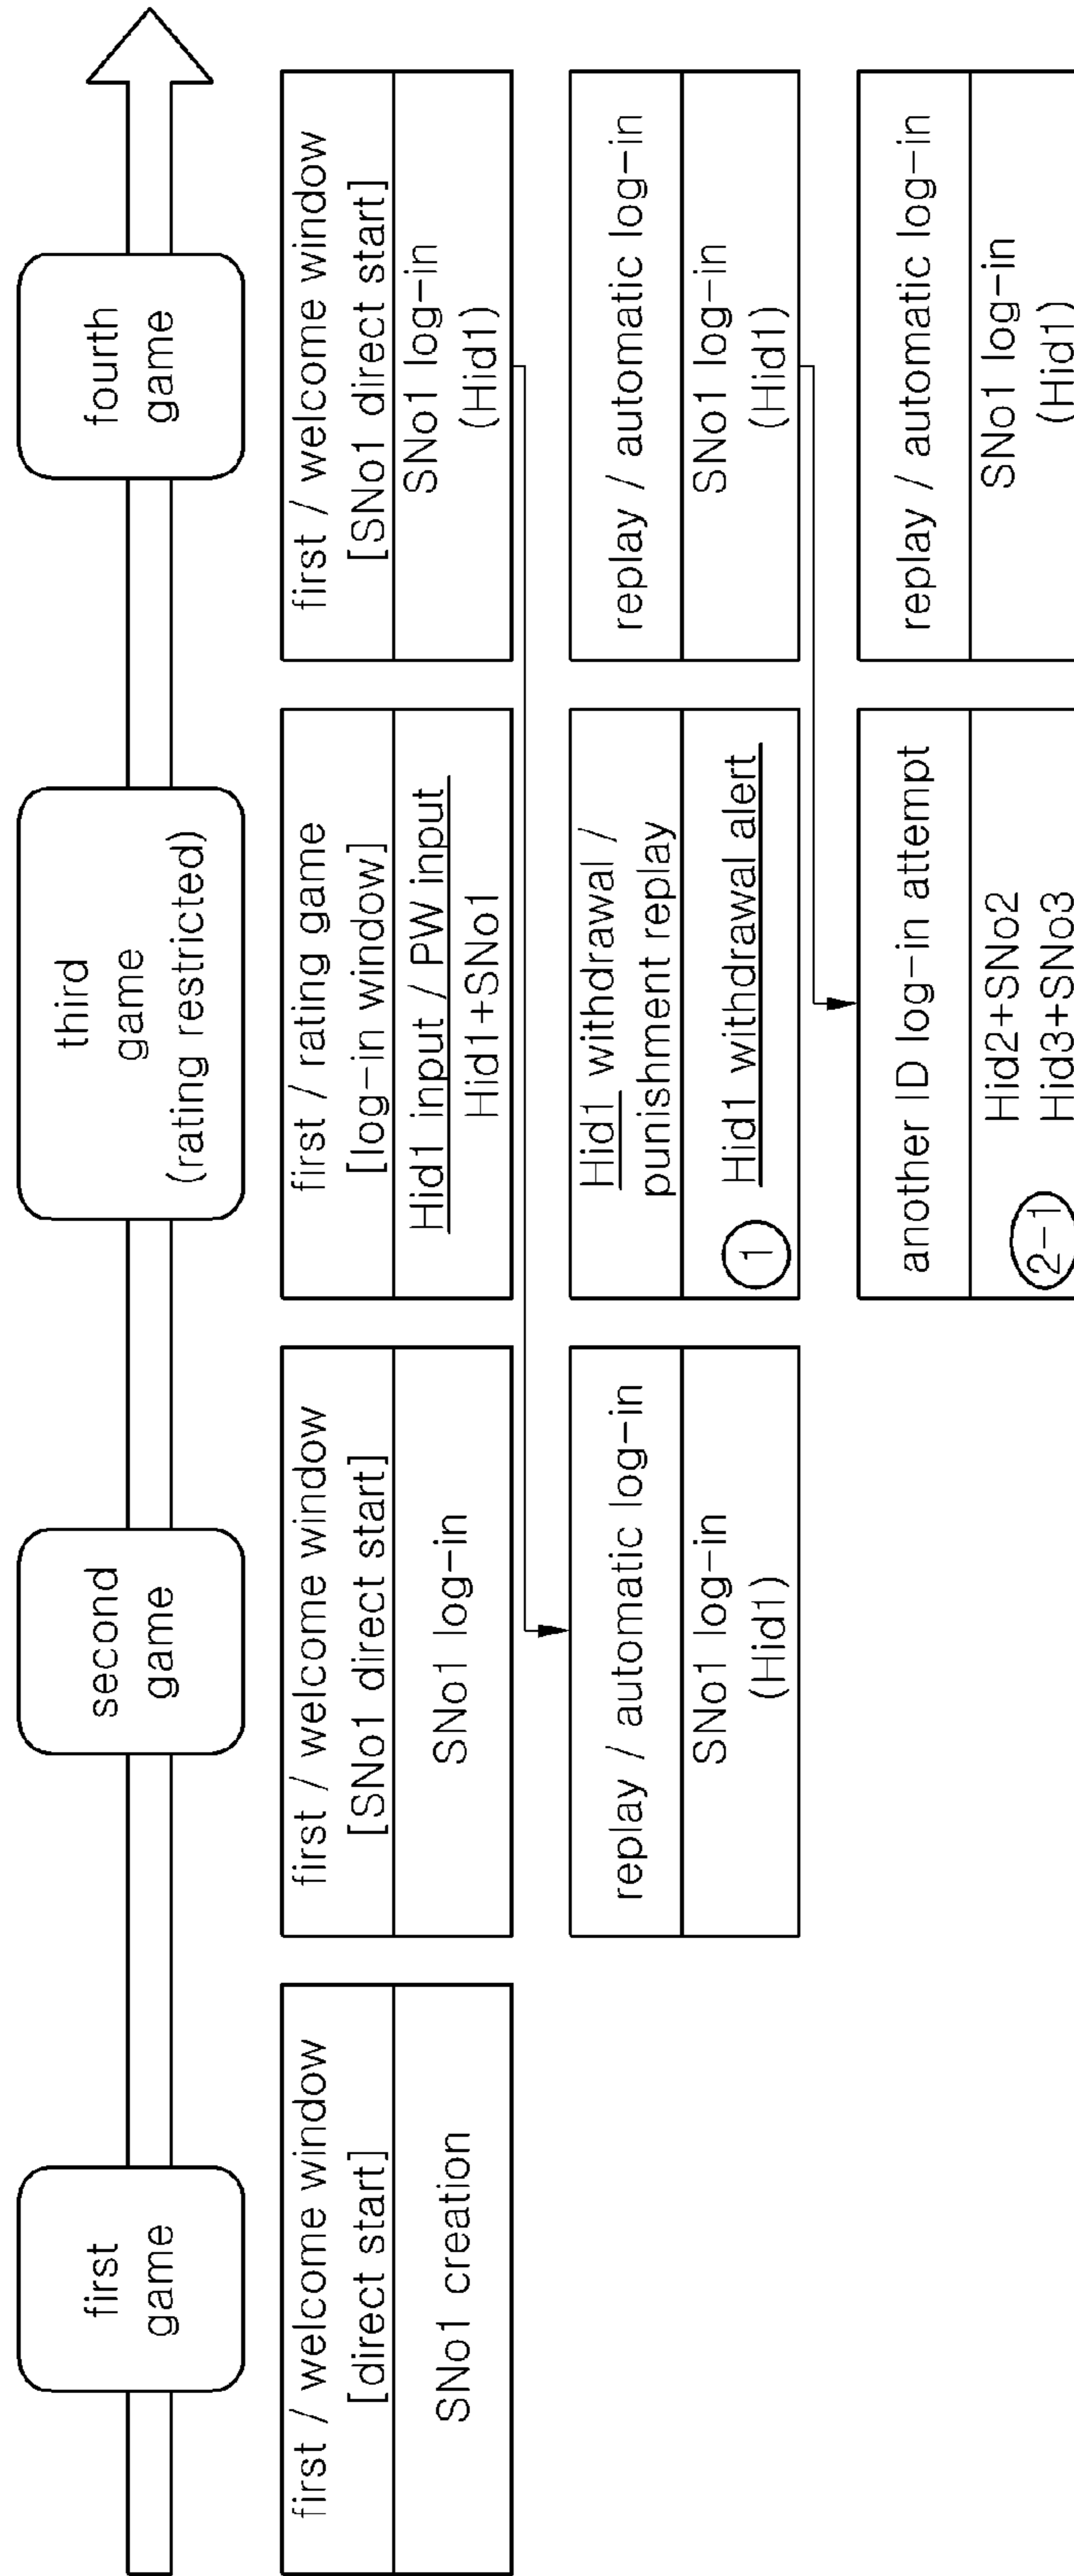 first
game
second
game
third
game
(rating restricted)
fourth
game
first / welcome window
[direct start]
SNo1 creation
first / welcome window
[SNo1 direct start]
SNo1 log-in
first / rating game
[log-in window]
Hid1 input / PW input
Hid1+SNo1
first / welcome window
[SNo1 direct start]
SNo1 log-in
(Hid1)
replay / automatic log-in
SNo1 log-in
(Hid1)
Hid1 withdrawal /
punishment replay
1
Hid1 withdrawal alert
replay / automatic log-in
SNo1 log-in
(Hid1)
another ID log-in attempt
Hid2+SNo2
2-1
Hid3+SNo3
replay / automatic log-in
SNo1 log-in
(Hid1)